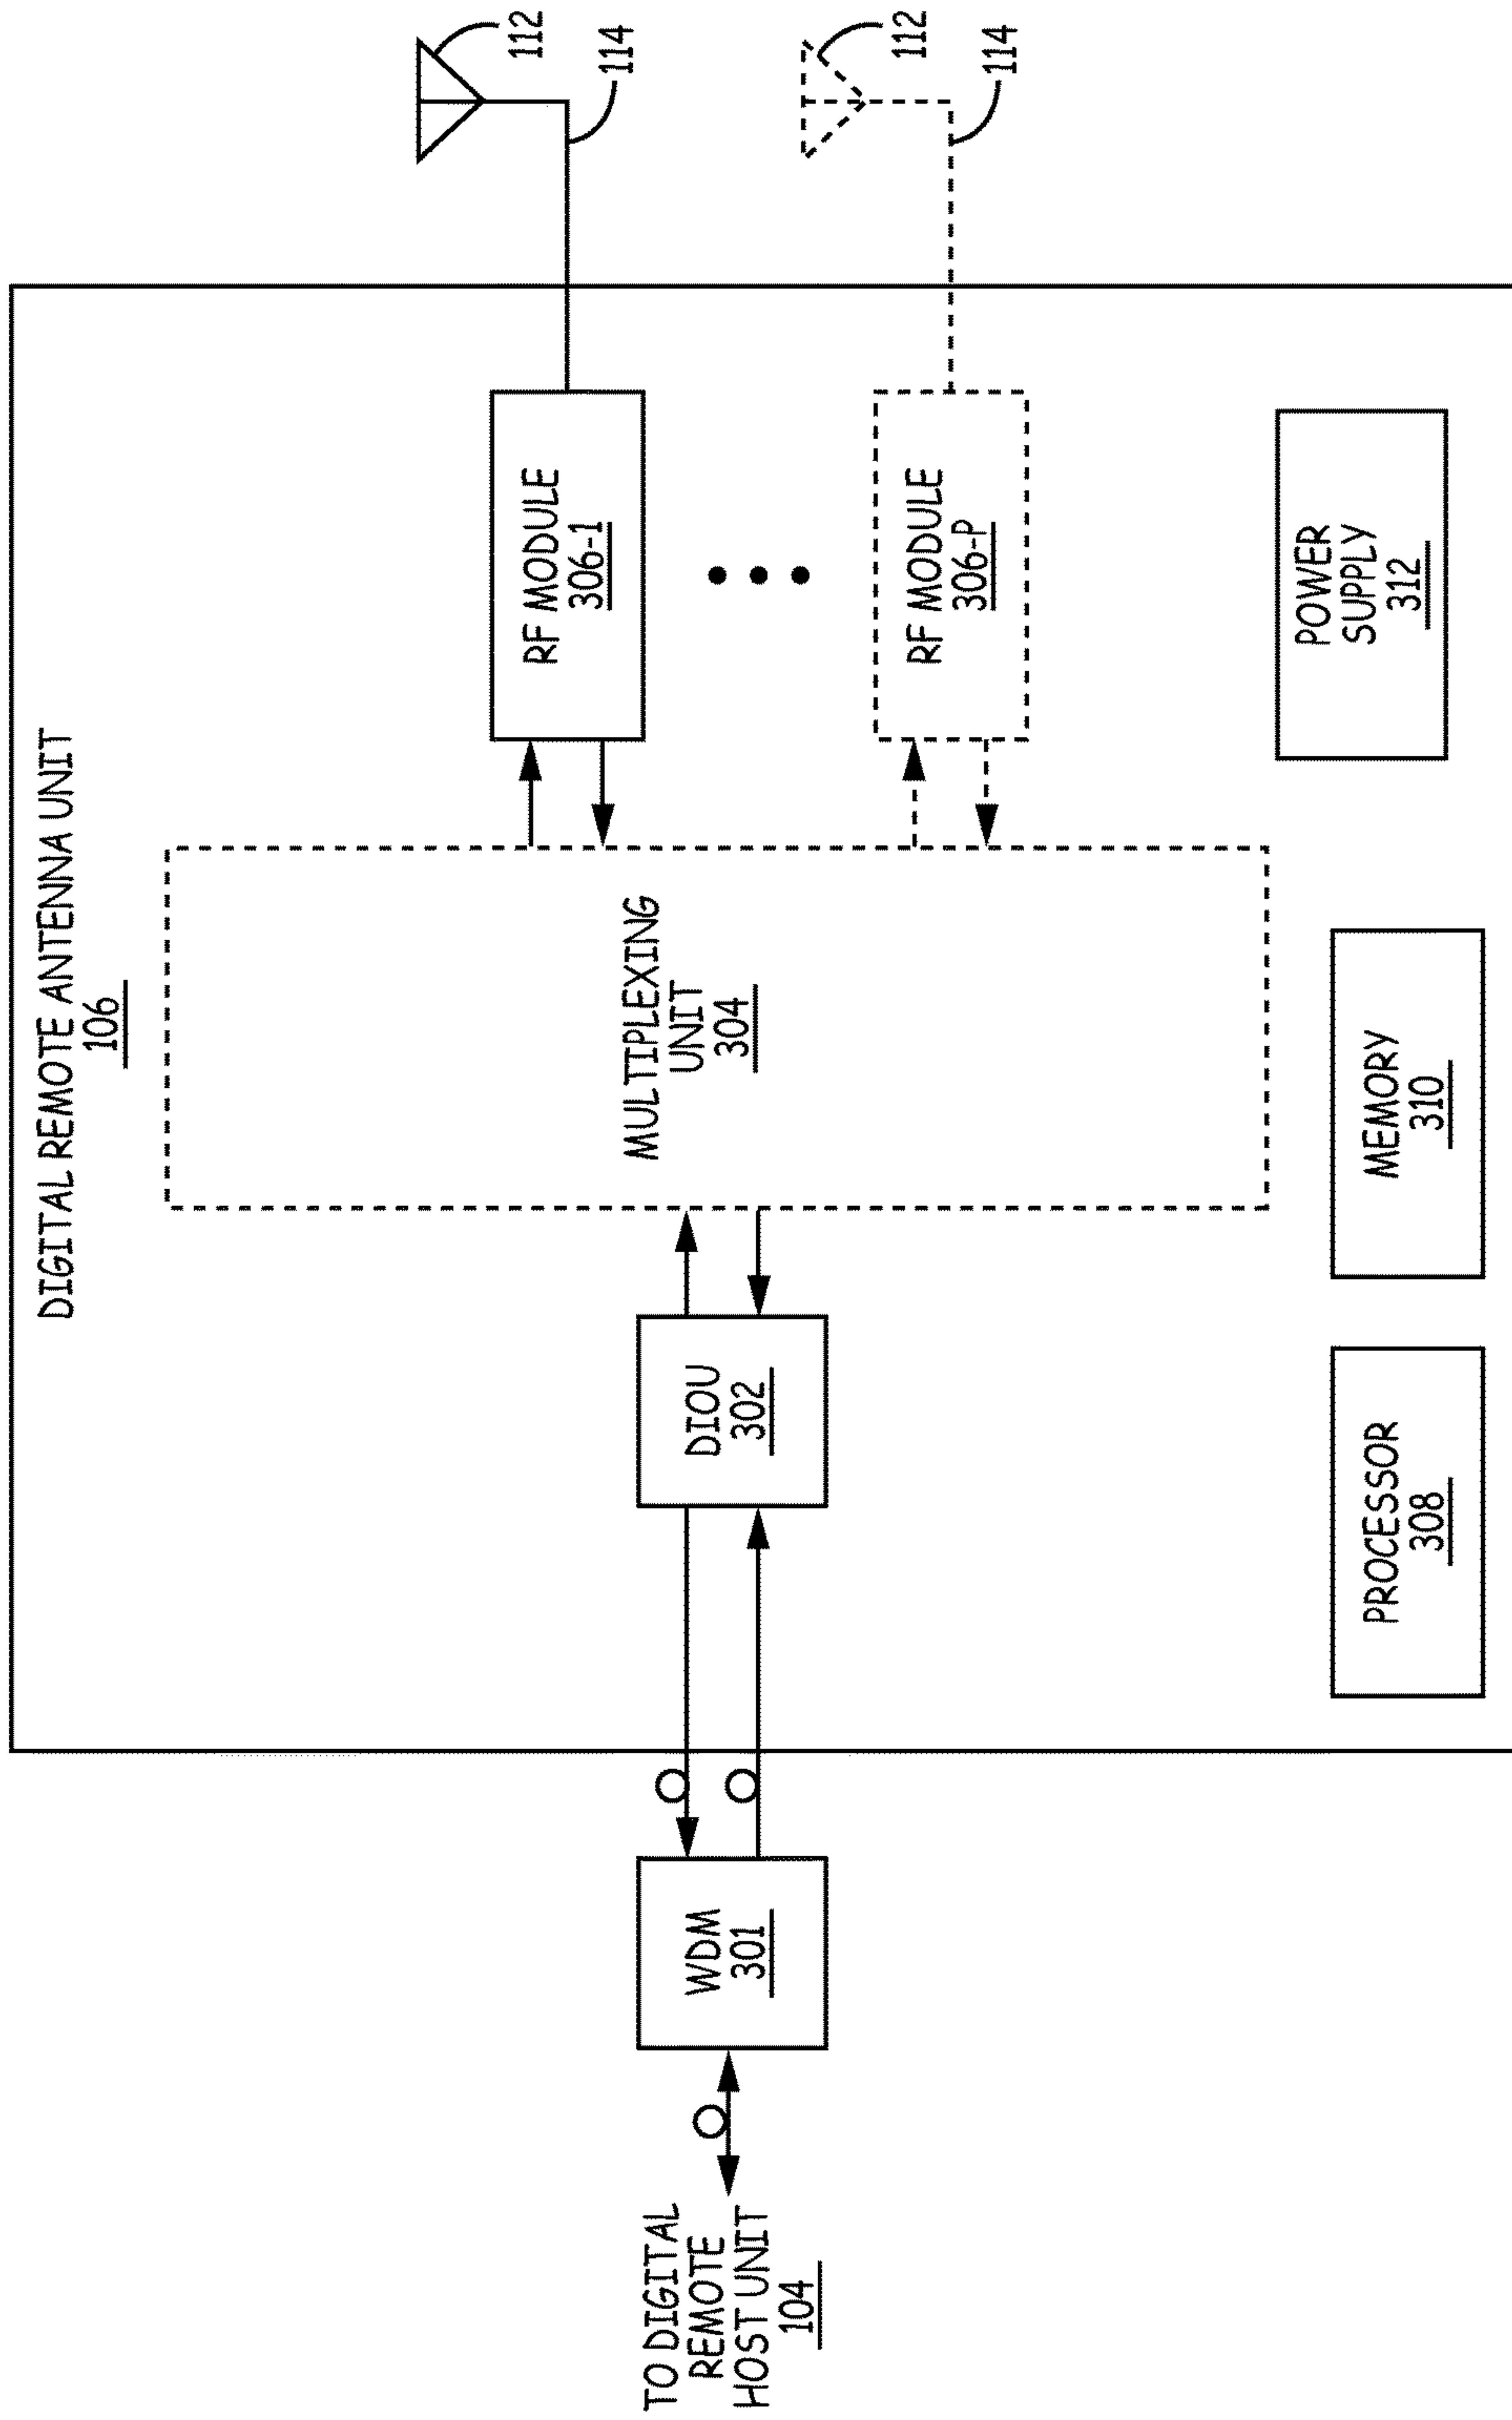 DIGITAL REMOTE ANTENNA UNIT
106
TO DIGITAL
REMOTE
HOST UNIT
104
WDM
301
DIOU
302
MULTIPLEXING
UNIT
304
RF MODULE
306-1
112
114
RF MODULE
306-P
112
114
PROCESSOR
308
MEMORY
310
POWER
SUPPLY
312